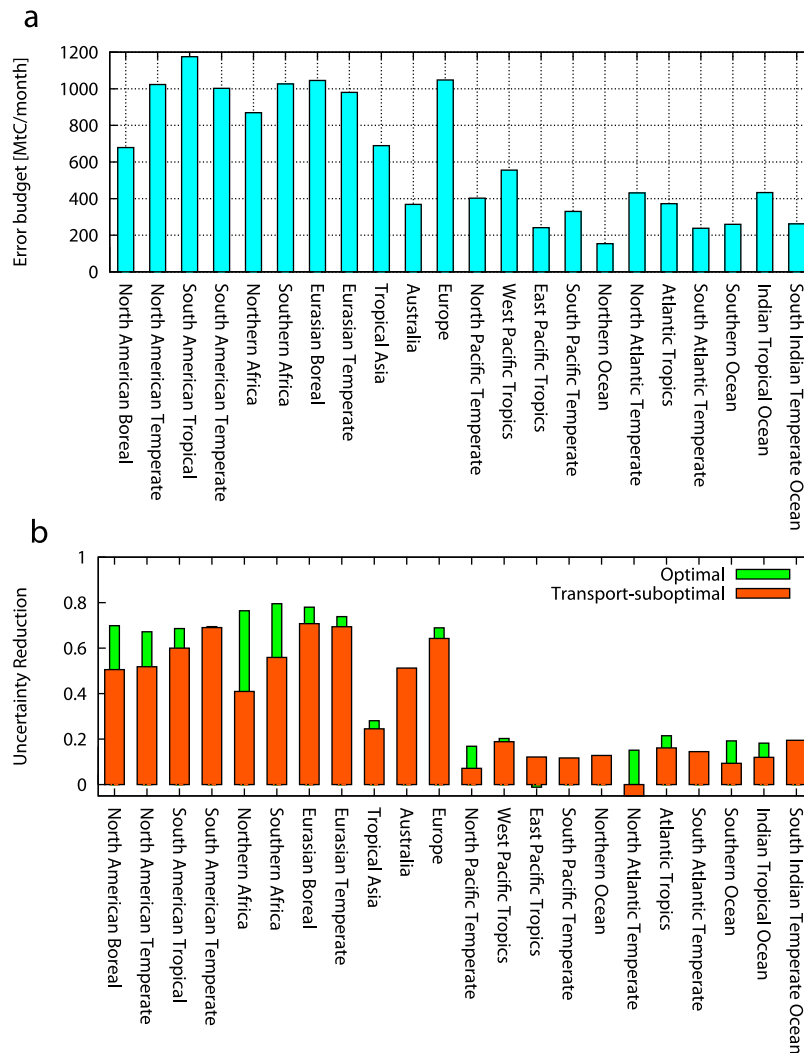 a
Error budget [MtC/month]
1200
1000
800
600
400
200
0
North American Boreal
North American Temperate
South American Tropical
South American Temperate
Northern Africa
Southern Africa
Eurasian Boreal
Eurasian Temperate
Tropical Asia
Australia
Europe
North Pacific Temperate
West Pacific Tropics
East Pacific Tropics
South Pacific Temperate
Northern Ocean
North Atlantic Temperate
Atlantic Tropics
South Atlantic Temperate
Southern Ocean
Indian Tropical Ocean
South Indian Temperate Ocean
b
Uncertainty Reduction
1
0.8
0.6
0.4
0.2
0
Optimal
Transport-suboptimal
North American Boreal
North American Temperate
South American Tropical
South American Temperate
Northern Africa
Southern Africa
Eurasian Boreal
Eurasian Temperate
Tropical Asia
Australia
Europe
North Pacific Temperate
West Pacific Tropics
East Pacific Tropics
South Pacific Temperate
Northern Ocean
North Atlantic Temperate
Atlantic Tropics
South Atlantic Temperate
Southern Ocean
Indian Tropical Ocean
South Indian Temperate Ocean